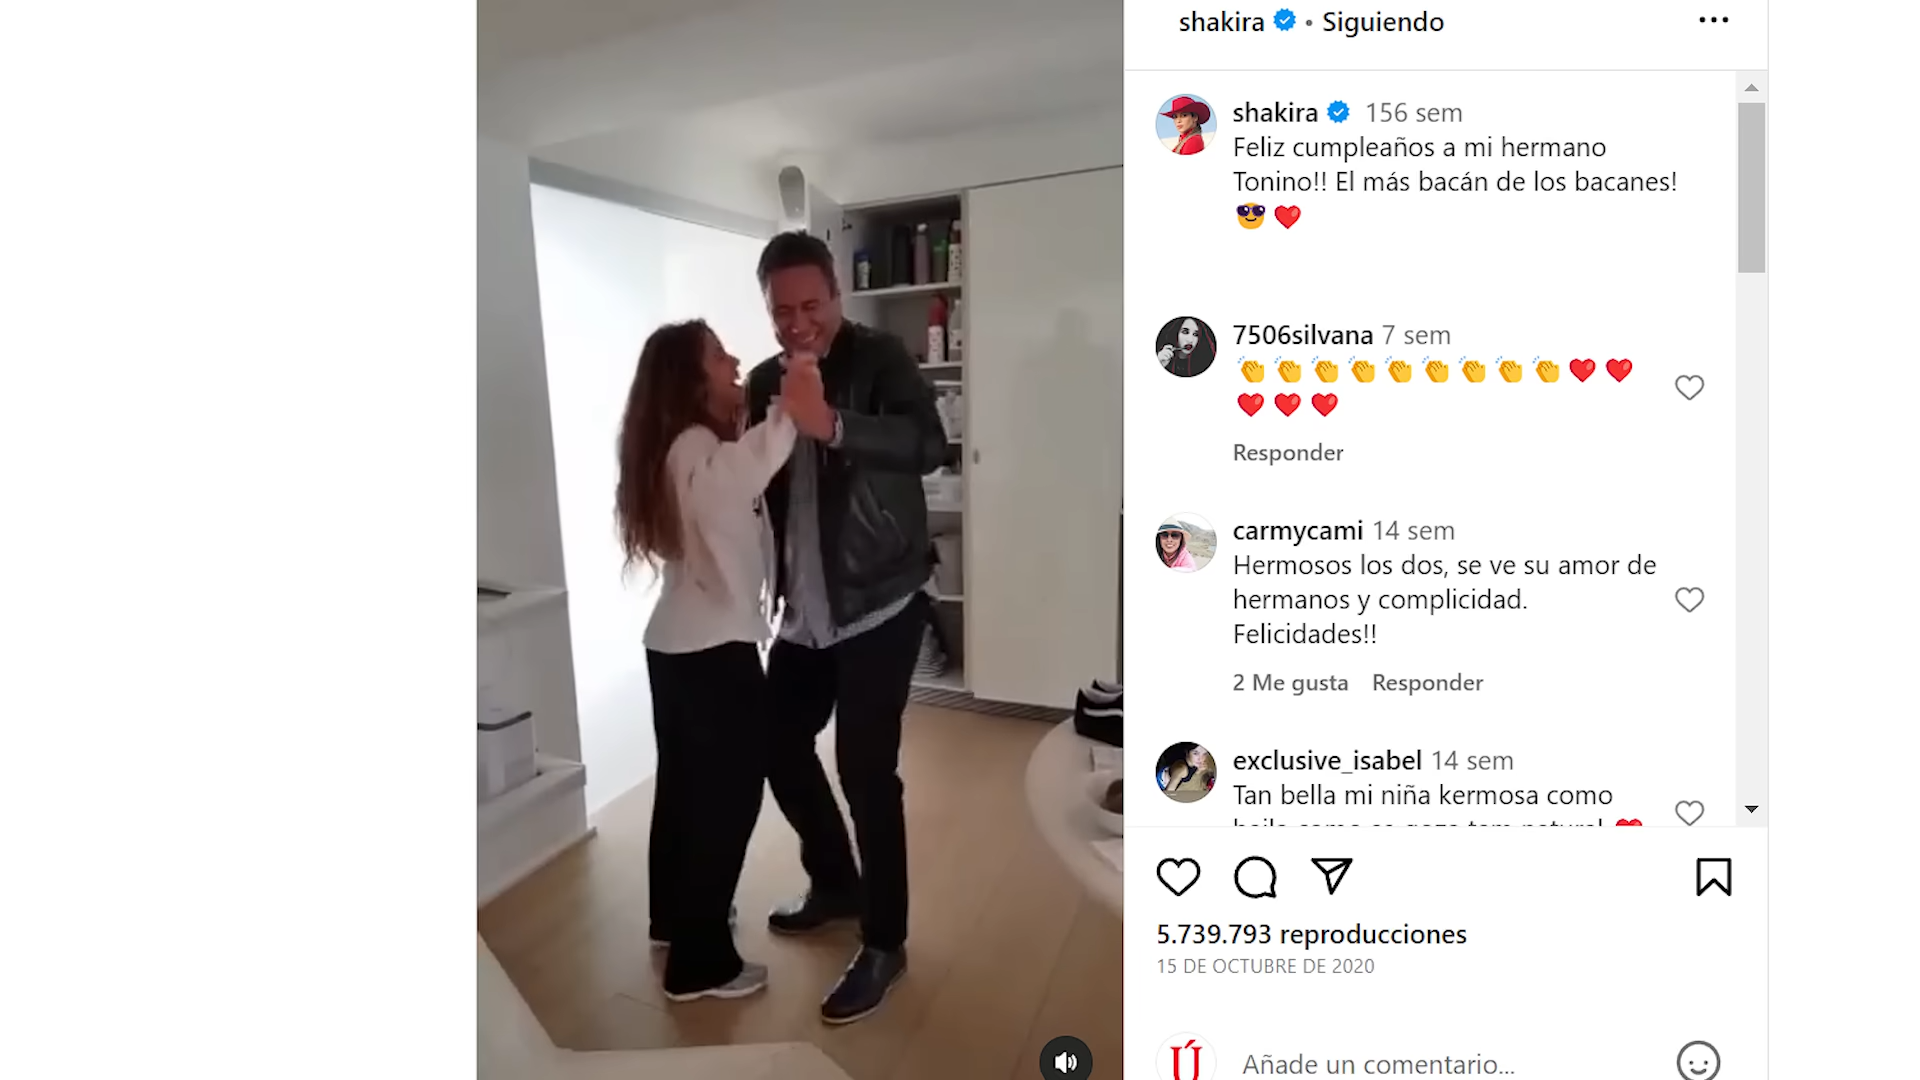 shakira • Siguiendo
shakira 156 sem
Feliz cumpleaños a mi hermano
Tonino!! El más bacán de los bacanes!
😎 ❤️
7506silvana 7 sem
👏👏👏👏👏👏👏👏👏❤️❤️
❤️❤️❤️
Responder
carmycami 14 sem
Hermosos los dos, se ve su amor de
hermanos y complicidad.
Felicidades!!
2 Me gusta Responder
exclusive_isabel 14 sem
Tan bella mi niña kermosa como
5.739.793 reproducciones
15 DE OCTUBRE DE 2020
Ú
Añade un comentario...